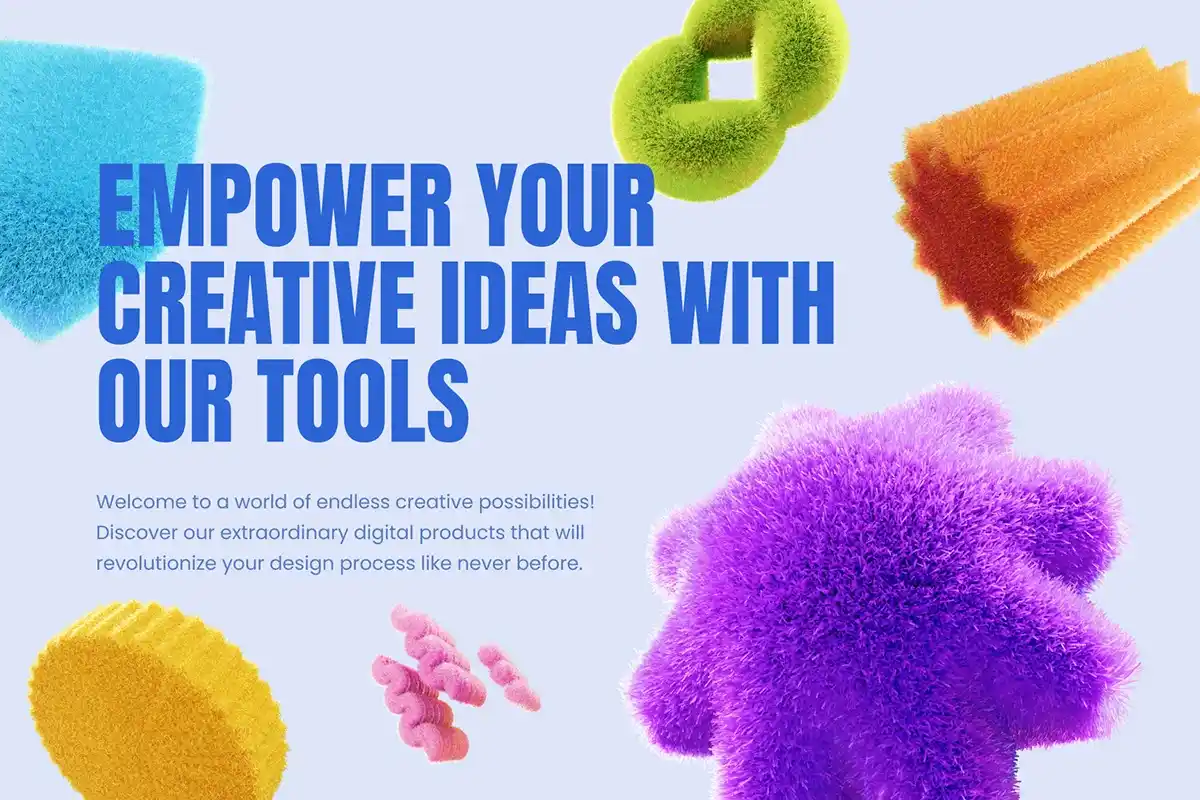 EMPOWER YOUR
CREATIVE IDEAS WITH
OUR TOOLS
Welcome to a world of endless creative possibilities!
Discover our extraordinary digital products that will
revolutionize your design process like never before.